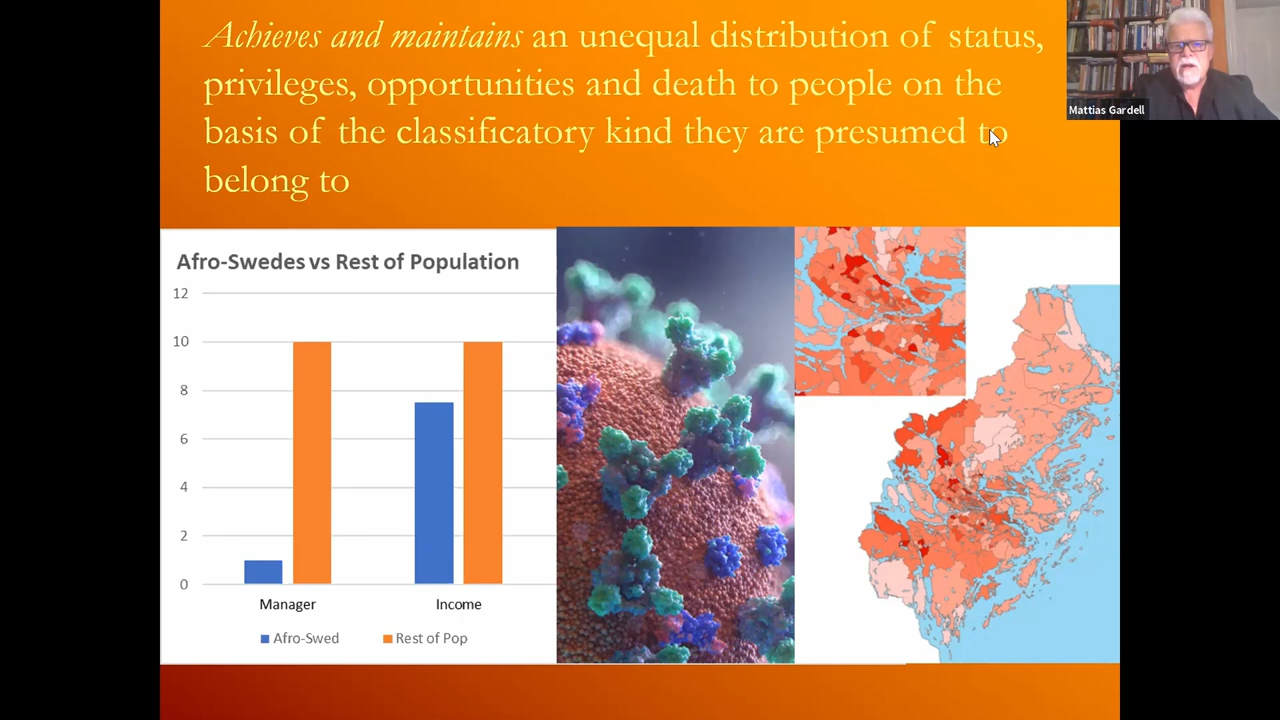 Achieves and maintains an unequal distribution of status,
privileges, opportunities and death to people on the
basis of the classificatory kind they are presumed to
belong to
Mattias Gardell
Afro-Swedes vs Rest of Population
12
10
8
6
4
2
0
Manager
Income
Afro-Swed
Rest of Pop